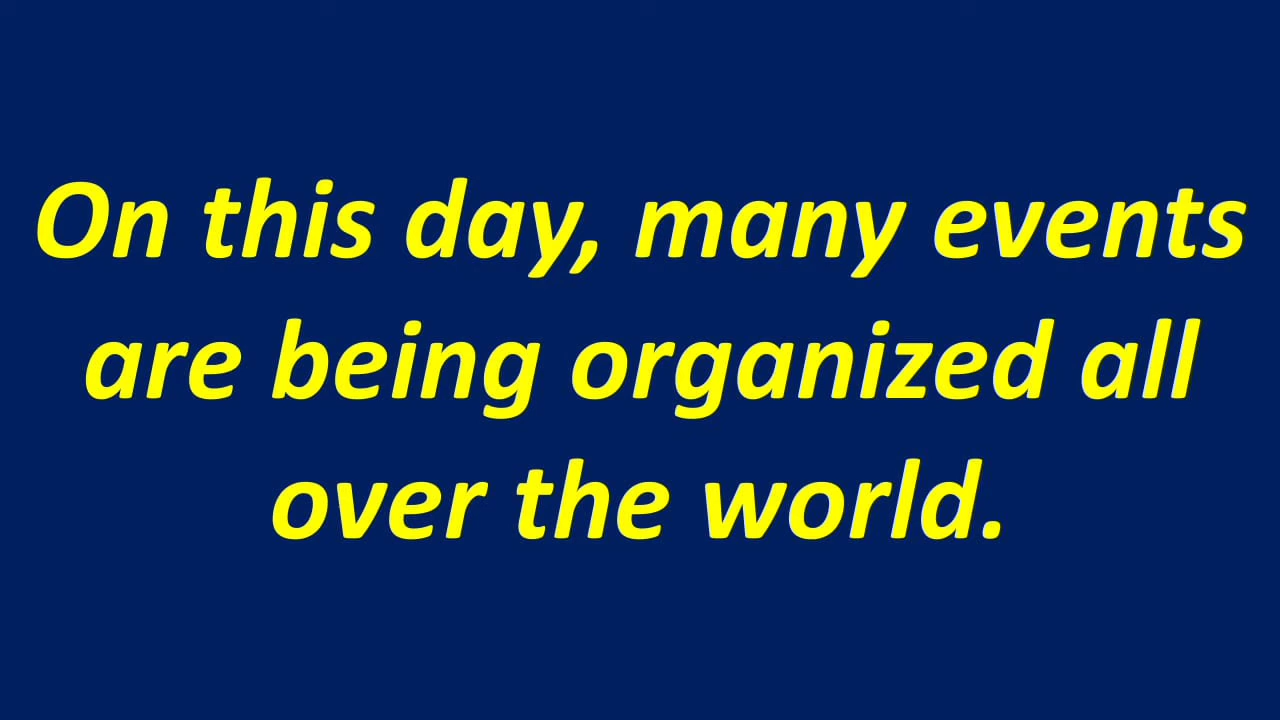 On this day, many events
are being organized all
over the world.